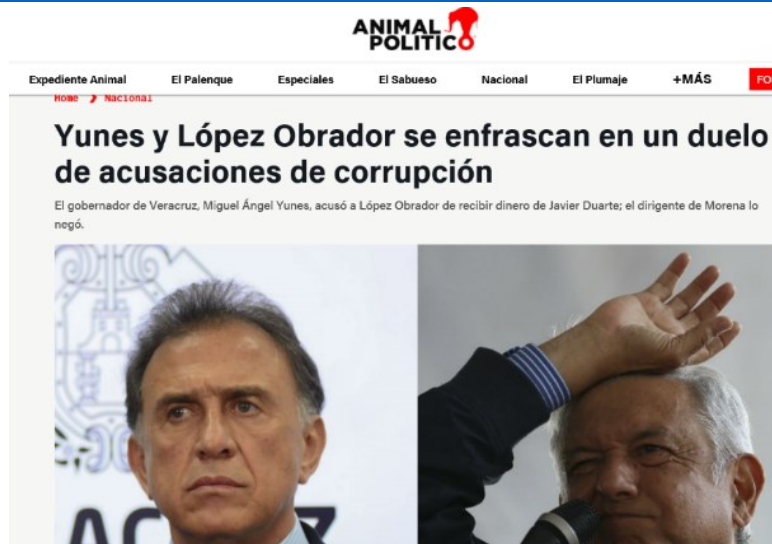 ANIMAL
POLITICO
Expediente Animal El Palenque Especiales El Sabueso Nacional El Plumaje +MÁS FO
Home ❯ Nacional
Yunes y López Obrador se enfrascan en un duelo
de acusaciones de corrupción
El gobernador de Veracruz, Miguel Ángel Yunes, acusó a López Obrador de recibir dinero de Javier Duarte; el dirigente de Morena lo
negó.
AC Z